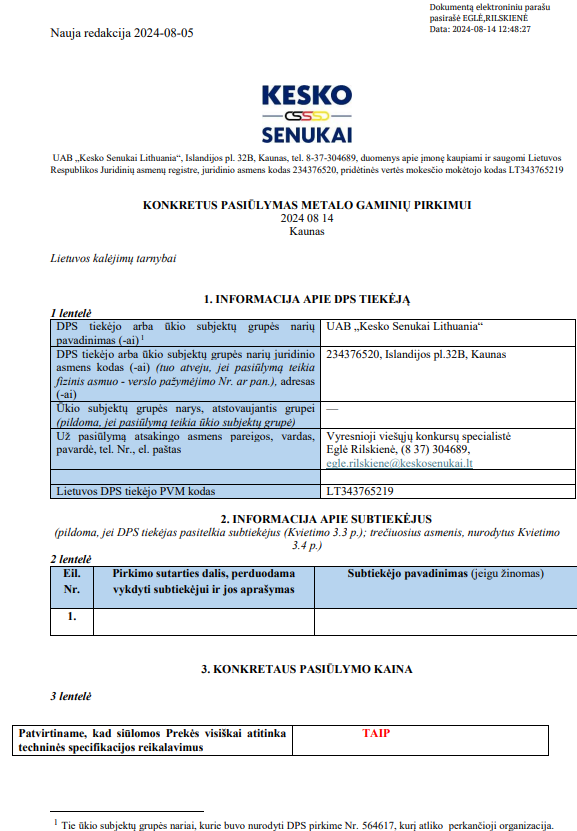 Dokumentą elektroniniu parašu
pasirašė EGLĖ,RILSKIENĖ
Data: 2024-08-14 12:48:27
Nauja redakcija 2024-08-05
KESKO
SENUKAI
UAB „Kesko Senukai Lithuania“, Islandijos pl. 32B, Kaunas, tel. 8-37-304689, duomenys apie įmonę kaupiami ir saugomi Lietuvos
Respublikos Juridinių asmenų registre, juridinio asmens kodas 234376520, pridėtinės vertės mokesčio mokėtojo kodas LT343765219
KONKRETUS PASIŪLYMAS METALO GAMINIŲ PIRKIMUI
2024 08 14
Kaunas
Lietuvos kalėjimų tarnybai
1. INFORMACIJA APIE DPS TIEKĖJĄ
1 lentelė
DPS tiekėjo arba ūkio subjektų grupės narių
pavadinimas (-ai) 1
UAB „Kesko Senukai Lithuania“
DPS tiekėjo arba ūkio subjektų grupės narių juridinio
asmens kodas (-ai) (tuo atveju, jei pasiūlymą teikia
fizinis asmuo - verslo pažymėjimo Nr. ar pan.), adresas
(-ai)
234376520, Islandijos pl.32B, Kaunas
Ūkio subjektų grupės narys, atstovaujantis grupei
(pildoma, jei pasiūlymą teikia ūkio subjektų grupė)
—
Už pasiūlymą atsakingo asmens pareigos, vardas,
pavardė, tel. Nr., el. paštas
Vyresnioji viešųjų konkursų specialistė
Eglė Rilskienė, (8 37) 304689,
egle.rilskiene@keskosenukai.lt
Lietuvos DPS tiekėjo PVM kodas
LT343765219
2. INFORMACIJA APIE SUBTIEKĖJUS
(pildoma, jei DPS tiekėjas pasitelkia subtiekėjus (Kvietimo 3.3 p.); trečiuosius asmenis, nurodytus Kvietimo
3.4 p.)
2 lentelė
Eil.
Nr.
Pirkimo sutarties dalis, perduodama
vykdyti subtiekėjui ir jos aprašymas
Subtiekėjo pavadinimas (jeigu žinomas)
1.
3. KONKRETAUS PASIŪLYMO KAINA
3 lentelė
Patvirtiname, kad siūlomos Prekės visiškai atitinka
techninės specifikacijos reikalavimus
TAIP
1 Tie ūkio subjektų grupės nariai, kurie buvo nurodyti DPS pirkime Nr. 564617, kurį atliko perkančioji organizacija.